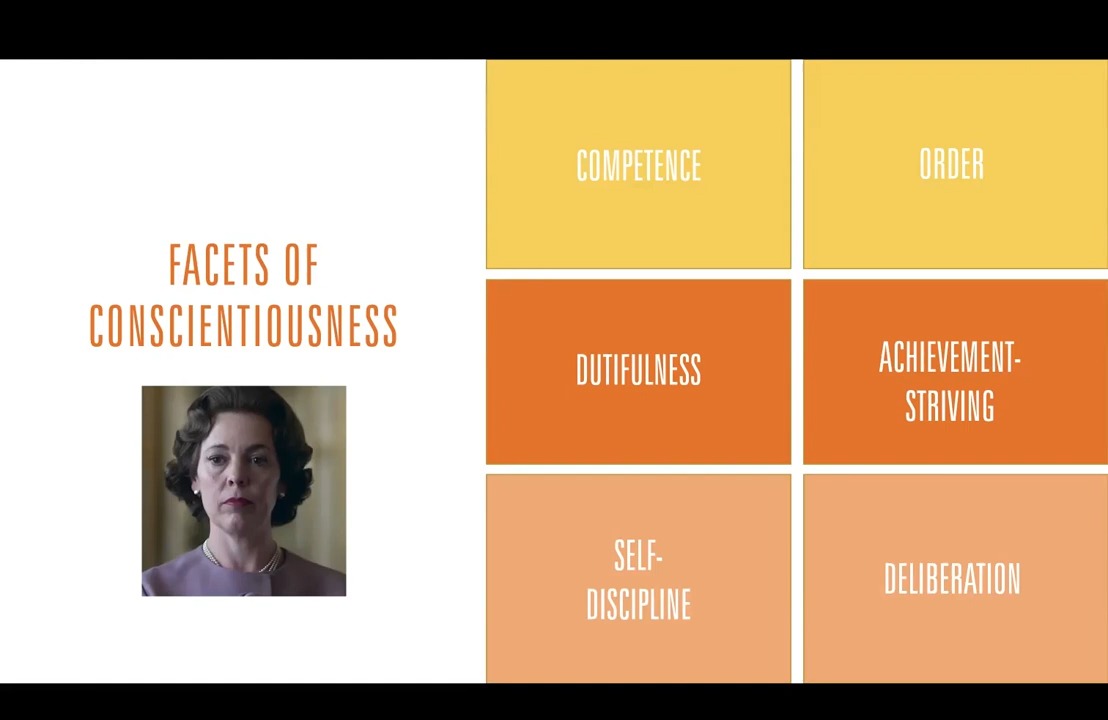 FACETS OF
CONSCIENTIOUSNESS
COMPETENCE
ORDER
DUTIFULNESS
ACHIEVEMENT-
STRIVING
SELF-
DISCIPLINE
DELIBERATION